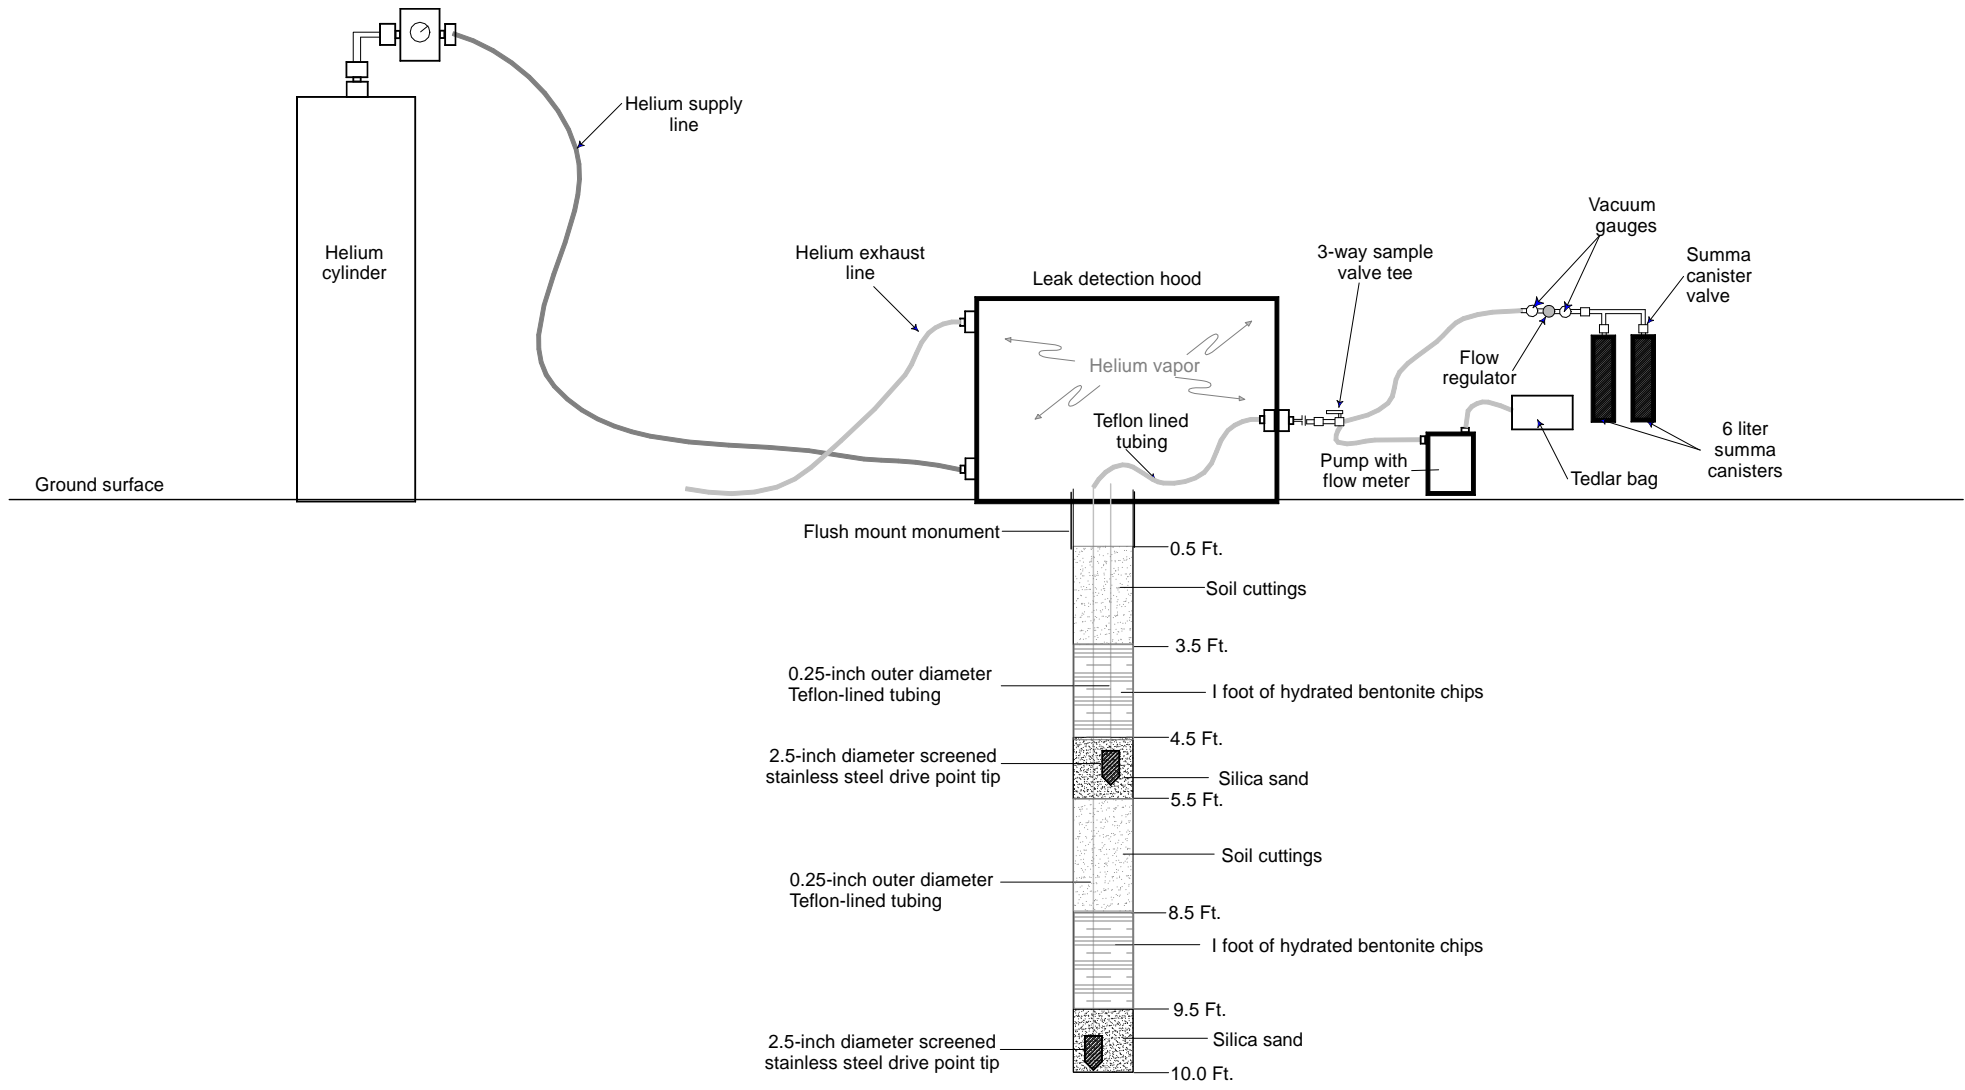 Helium supply
line
Helium
cylinder
Helium exhaust
line
Leak detection hood
3-way sample
valve tee
Vacuum
gauges
Summa
canister
valve
Helium vapor
Flow
regulator
Teflon lined
tubing
Pump with
flow meter
Tedlar bag
6 liter
summa
canisters
Ground surface
Flush mount monument
0.5 Ft.
Soil cuttings
3.5 Ft.
0.25-inch outer diameter
Teflon-lined tubing
I foot of hydrated bentonite chips
4.5 Ft.
2.5-inch diameter screened
stainless steel drive point tip
Silica sand
5.5 Ft.
Soil cuttings
0.25-inch outer diameter
Teflon-lined tubing
8.5 Ft.
I foot of hydrated bentonite chips
9.5 Ft.
2.5-inch diameter screened
stainless steel drive point tip
Silica sand
10.0 Ft.